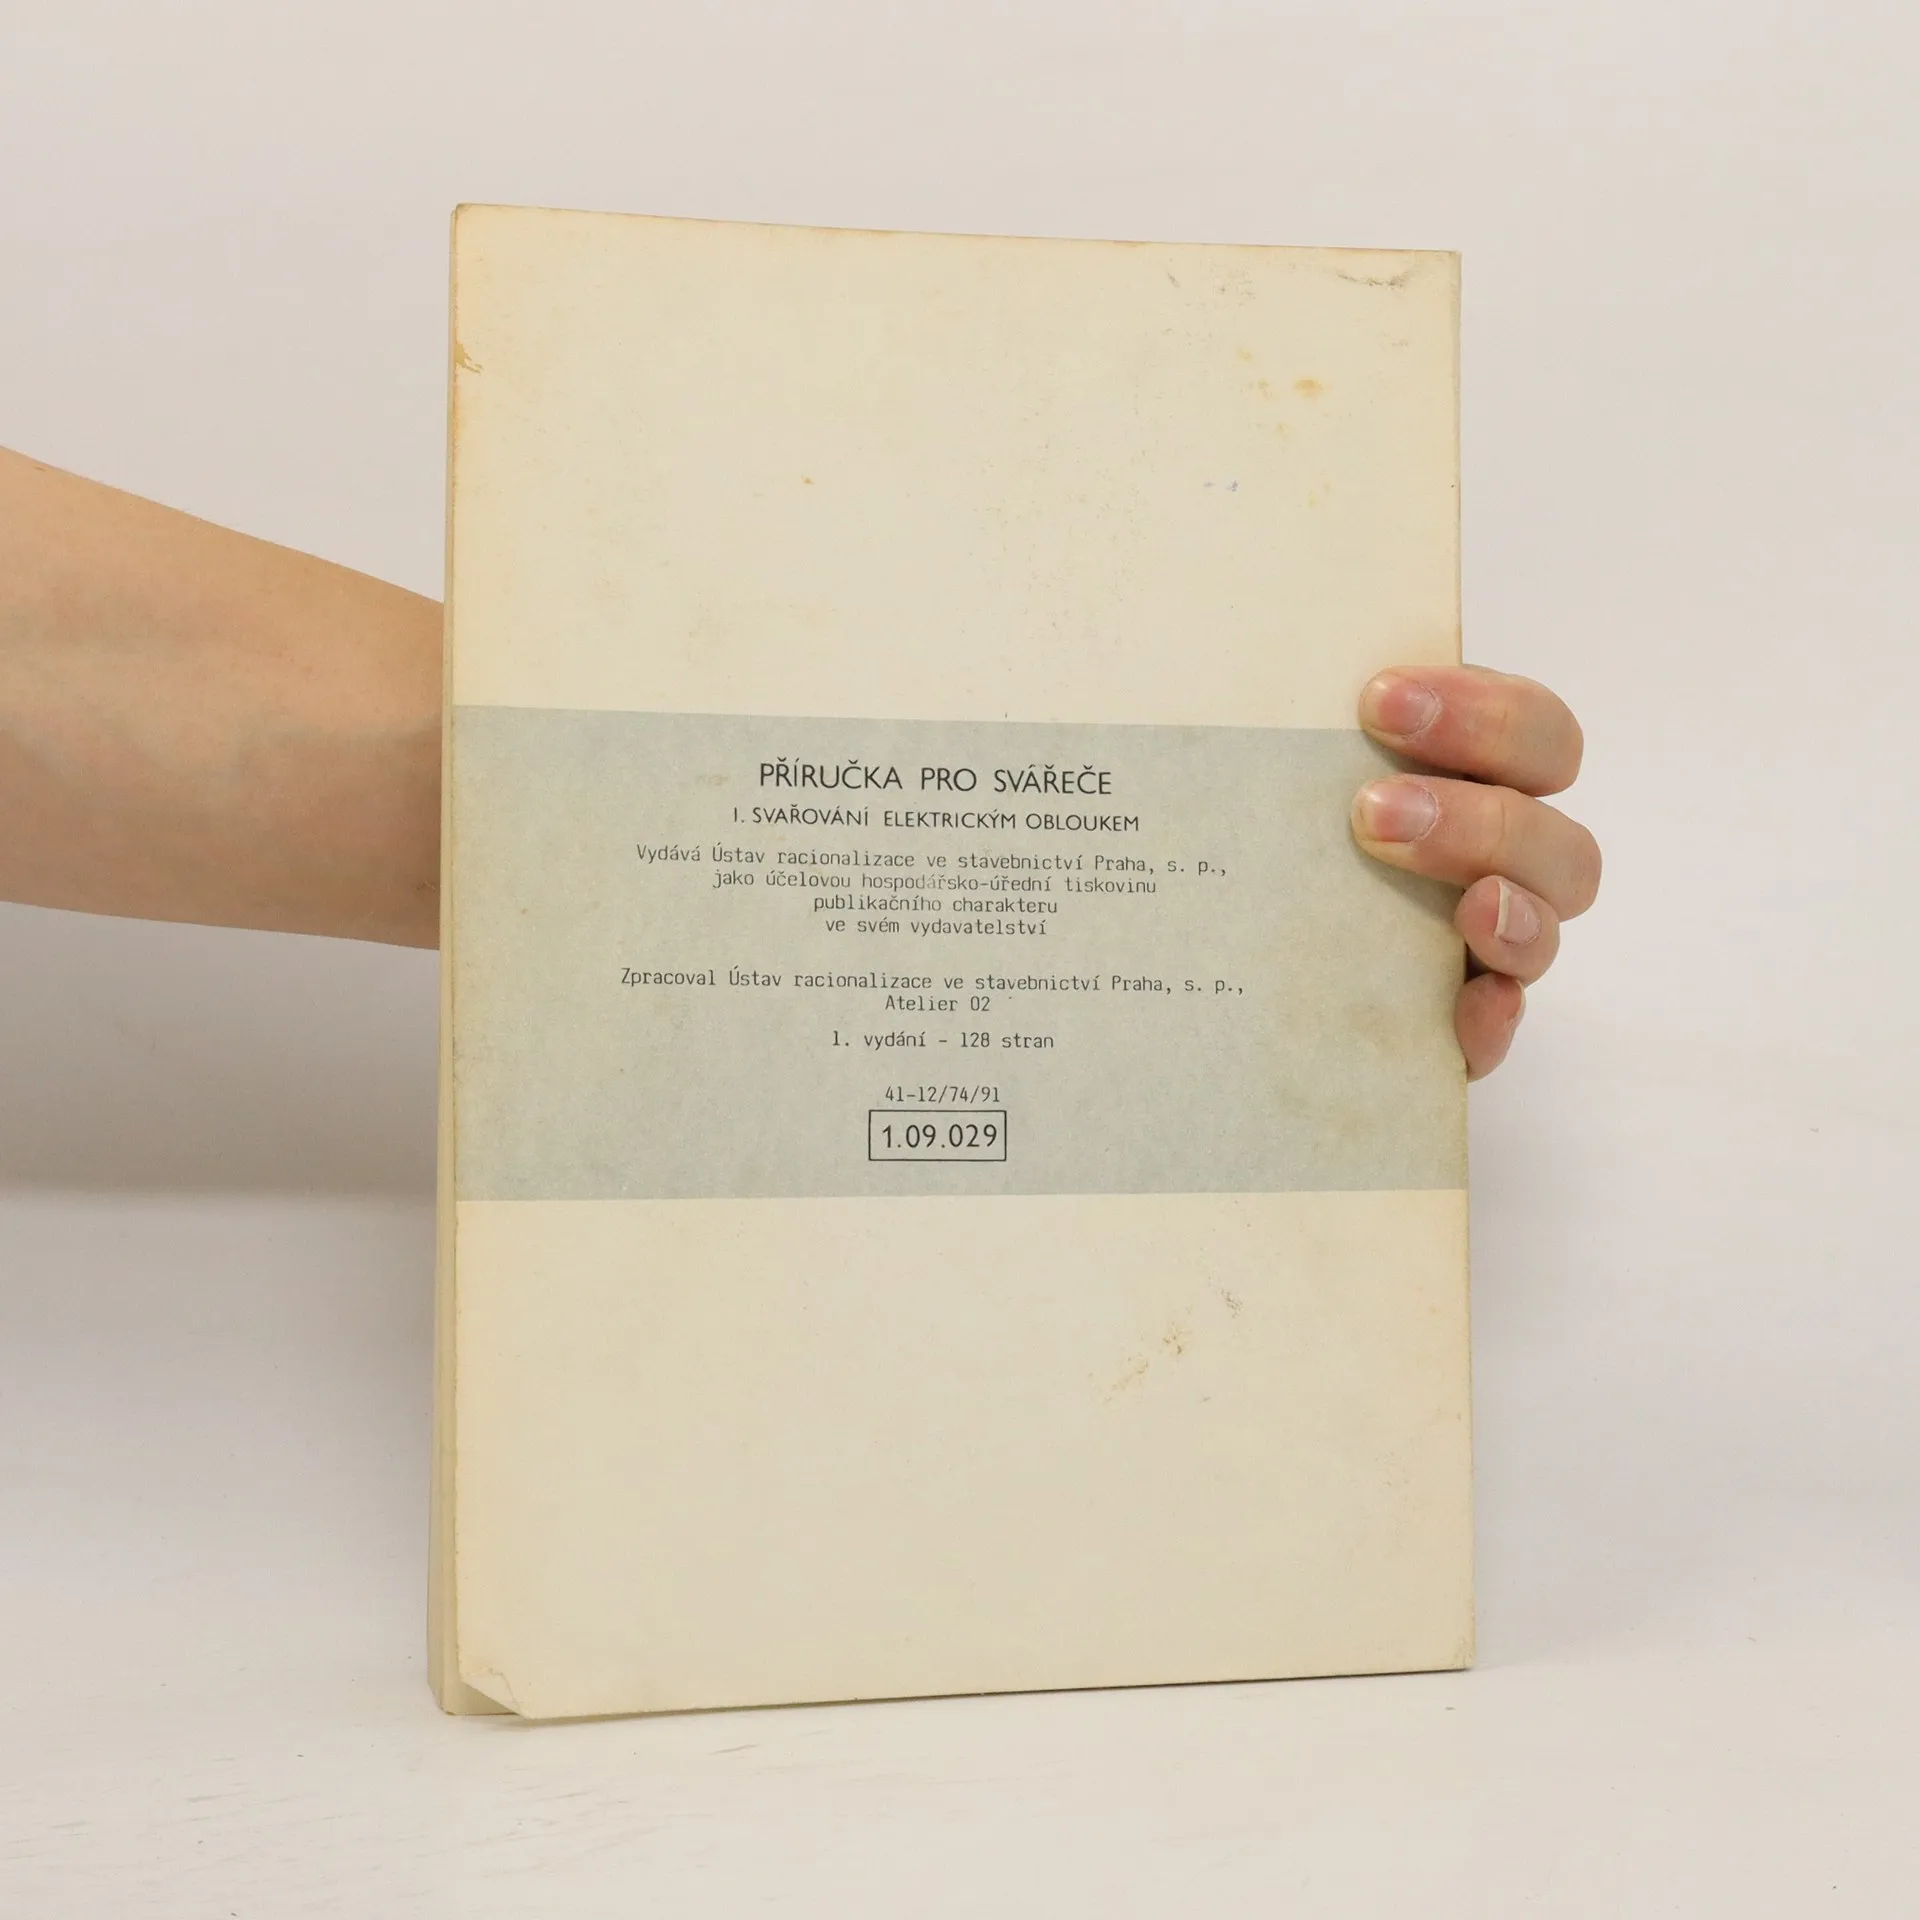 PŘÍRUČKA PRO SVÁŘEČE
I. SVAŘOVÁNÍ ELEKTRICKÝM OBLOUKEM
Vydává Ústav racionalizace ve stavebnictví Praha, s. p.,
jako účelovou hospodářsko-úřední tiskovinu
publikačního charakteru
ve svém vydavatelství
Zpracoval Ústav racionalizace ve stavebnictví Praha, s. p.,
Atelier 02
1. vydání - 128 stran
41-12/74/91
1.09.029